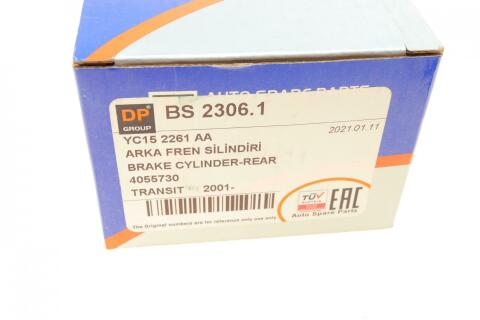 AUTO SPARE PARTS
DP
GROUP
BS 2306.1
YC15 2261 AA
2021.01.11
ARKA FREN SİLİNDİRİ
BRAKE CYLINDER-REAR
4055730
TRANSIT 2001-
TÜV
EAC
Auto Spare Parts
The Original numbers are for reference only use only